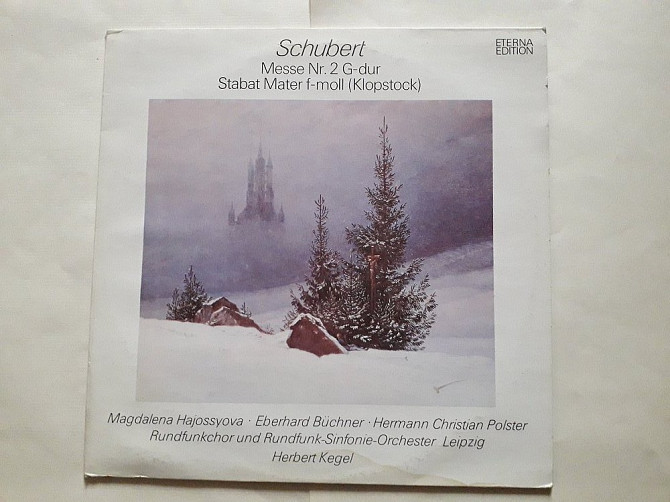 Schubert
ETERNA
EDITION
Messe Nr. 2 G-dur
Stabat Mater f-moll (Klopstock)
Magdalena Hajossyova · Eberhard Büchner · Hermann Christian Polster
Rundfunkchor und Rundfunk-Sinfonie-Orchester Leipzig
Herbert Kegel